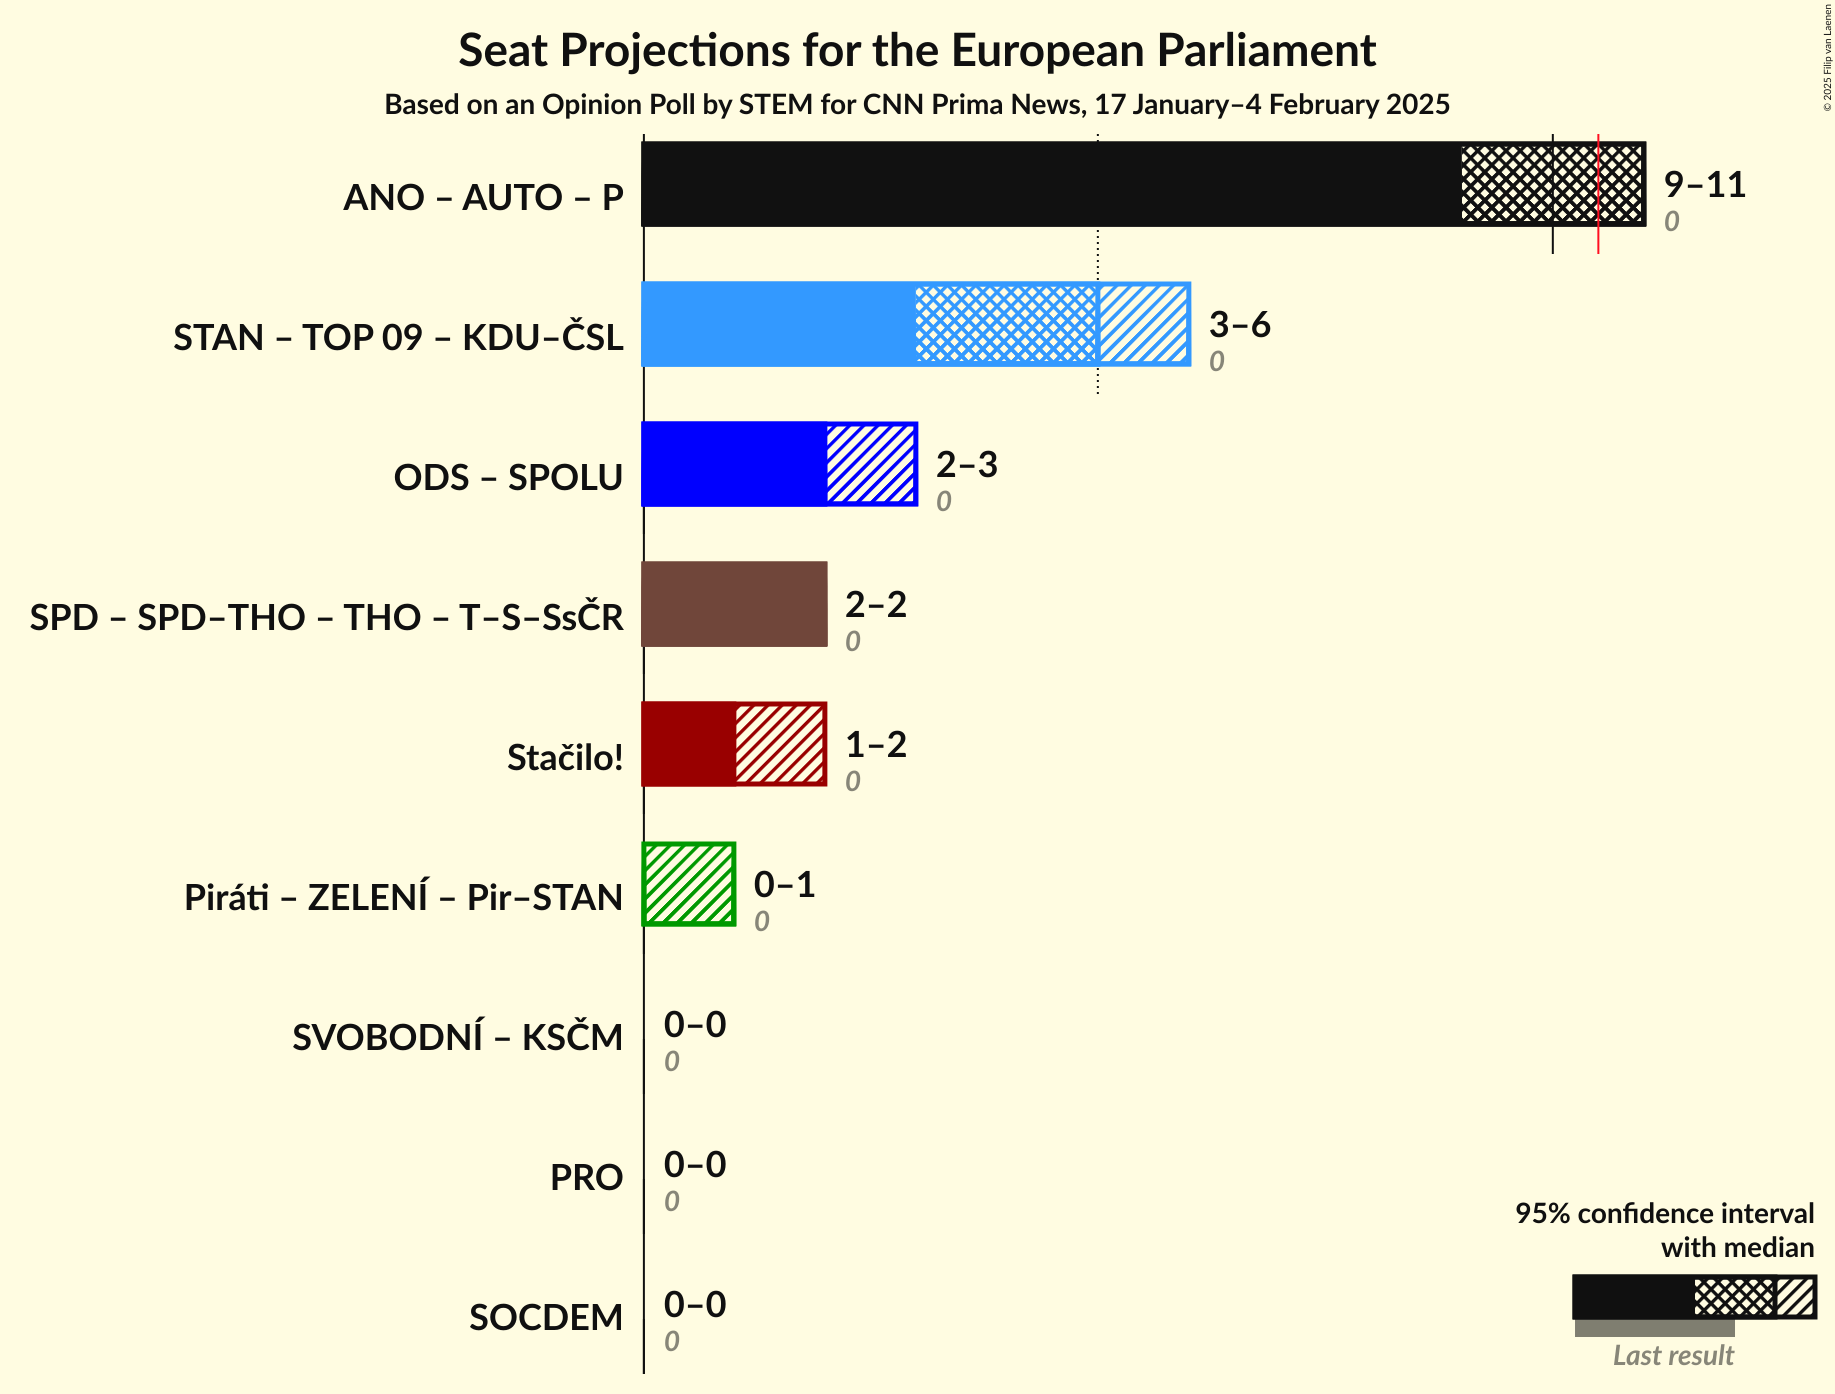 Seat Projections for the European Parliament
Based on an Opinion Poll by STEM for CNN Prima News, 17 January–4 February 2025
© 2025 Filip van Laenen
ANO – AUTO – P
9–11
0
STAN – TOP 09 – KDU–ČSL
3–6
0
ODS – SPOLU
2–3
0
SPD – SPD–THO – THO – T–S–SsČR
2–2
0
Stačilo!
1–2
0
Piráti – ZELENÍ – Pir–STAN
0–1
0
SVOBODNÍ – KSČM
0–0
0
PRO
0–0
0
SOCDEM
0–0
0
95% confidence interval
with median
Last result